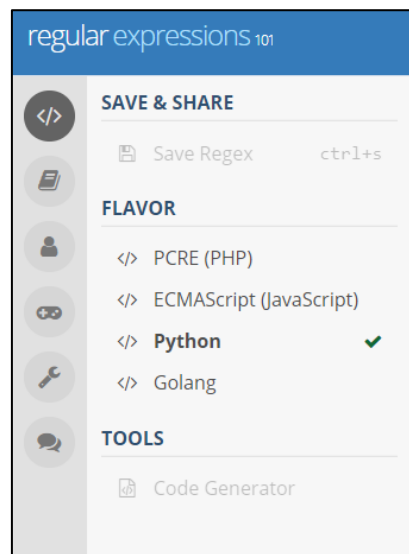 regular expressions 101
SAVE & SHARE
Save Regex ctrl+s
FLAVOR
</> PCRE (PHP)
</> ECMAScript (JavaScript)
</> Python
</> Golang
TOOLS
Code Generator